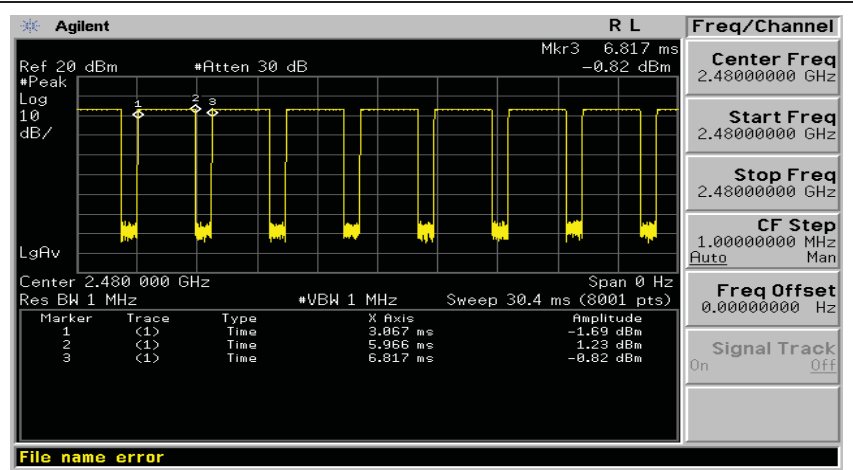 Agilent R L
Mkr3 6.817 ms
Ref 20 dBm #Atten 30 dB -0.82 dBm
#Peak
Log
10
dB/
1 2 3
LgAv
Center 2.480 000 GHz Span 0 Hz
Res BW 1 MHz #VBW 1 MHz Sweep 30.4 ms (8001 pts)
Marker Trace Type X Axis Amplitude
1 (1) Time 3.067 ms -1.69 dBm
2 (1) Time 5.966 ms 1.23 dBm
3 (1) Time 6.817 ms -0.82 dBm
File name error
Freq/Channel
Center Freq
2.48000000 GHz
Start Freq
2.48000000 GHz
Stop Freq
2.48000000 GHz
CF Step
1.00000000 MHz
Auto Man
Freq Offset
0.00000000 Hz
Signal Track
On Off